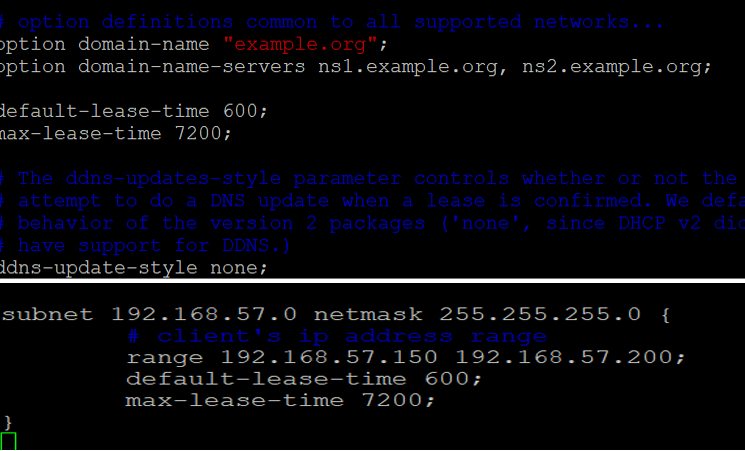 # option definitions common to all supported networks...
option domain-name "example.org";
option domain-name-servers ns1.example.org, ns2.example.org;
default-lease-time 600;
max-lease-time 7200;
# The ddns-updates-style parameter controls whether or not the
# attempt to do a DNS update when a lease is confirmed. We defa
# behavior of the version 2 packages ('none', since DHCP v2 did
# have support for DDNS.)
ddns-update-style none;
subnet 192.168.57.0 netmask 255.255.255.0 {
# client's ip address range
range 192.168.57.150 192.168.57.200;
default-lease-time 600;
max-lease-time 7200;
}